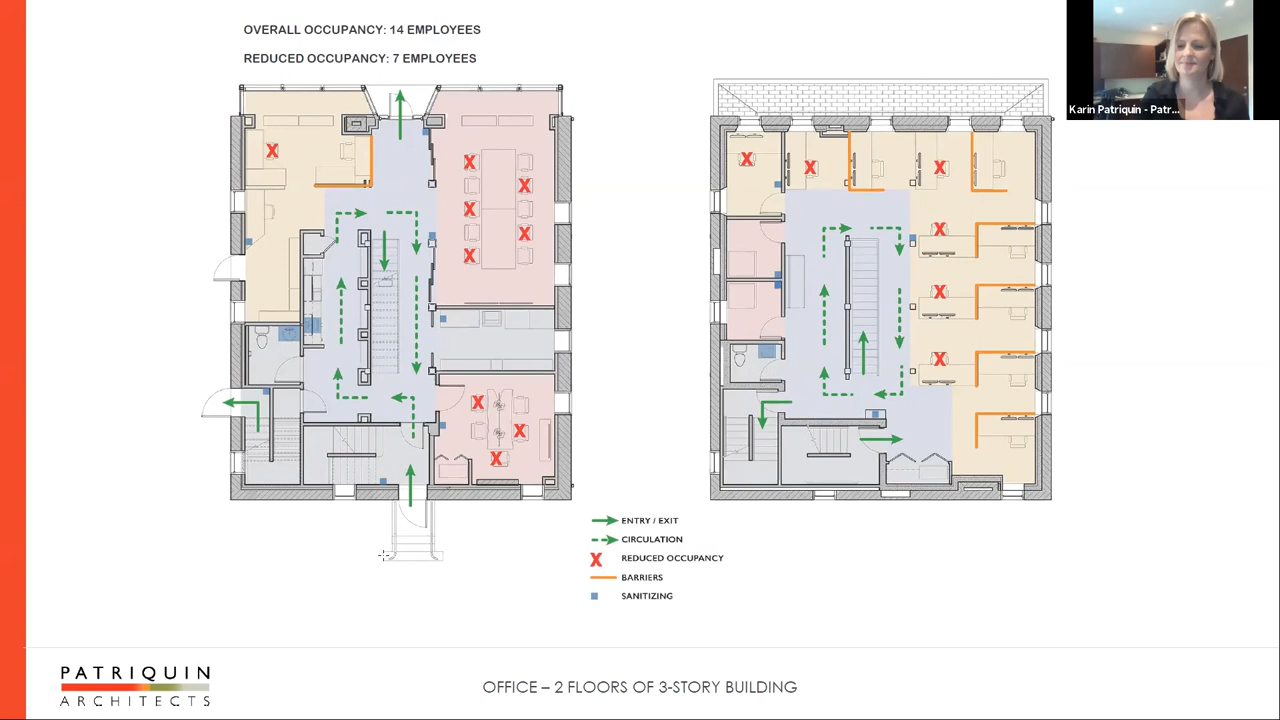 OVERALL OCCUPANCY: 14 EMPLOYEES
REDUCED OCCUPANCY: 7 EMPLOYEES
Karin Patriquin - Patr...
ENTRY / EXIT
CIRCULATION
X REDUCED OCCUPANCY
BARRIERS
SANITIZING
PATRIQUIN
ARCHITECTS
OFFICE – 2 FLOORS OF 3-STORY BUILDING